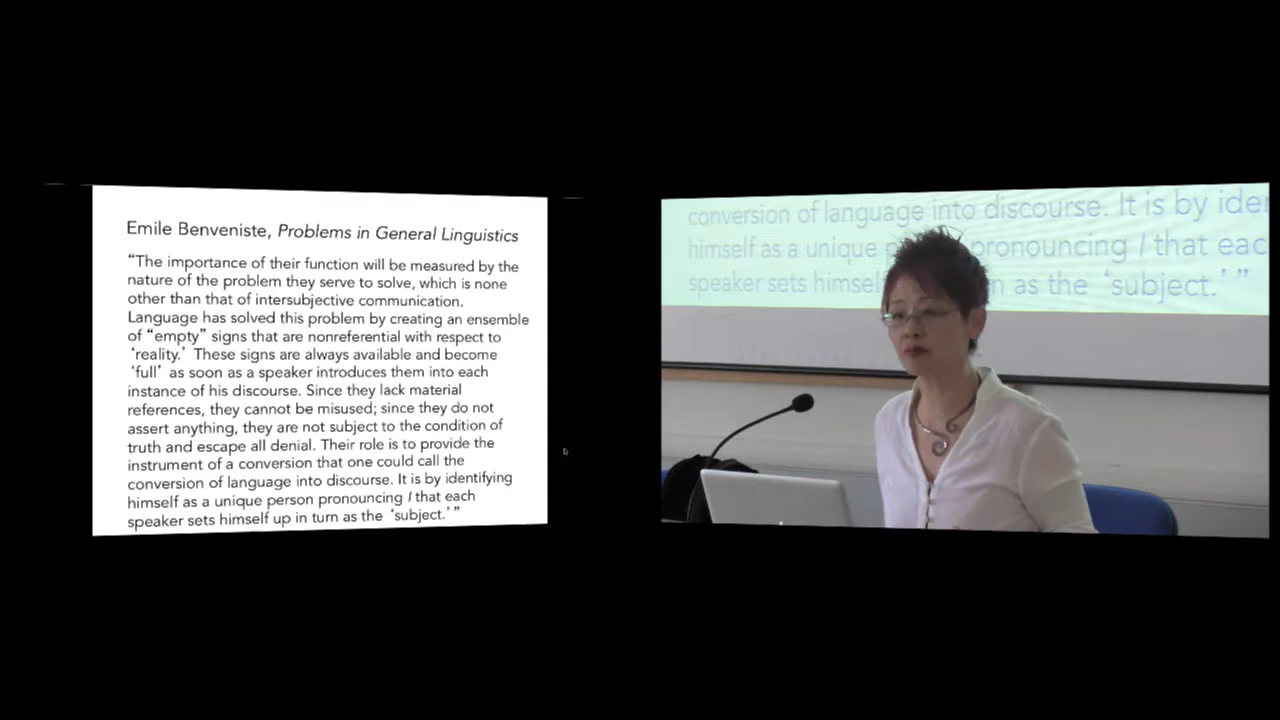 Emile Benveniste, Problems in General Linguistics
“The importance of their function will be measured by the
nature of the problem they serve to solve, which is none
other than that of intersubjective communication.
Language has solved this problem by creating an ensemble
of “empty” signs that are nonreferential with respect to
‘reality.’ These signs are always available and become
‘full’ as soon as a speaker introduces them into each
instance of his discourse. Since they lack material
references, they cannot be misused; since they do not
assert anything, they are not subject to the condition of
truth and escape all denial. Their role is to provide the
instrument of a conversion that one could call the
conversion of language into discourse. It is by identifying
himself as a unique person pronouncing I that each
speaker sets himself up in turn as the ‘subject.’”
conversion of language into discourse. It is by
himself as a unique pronouncing I that
speaker sets as the ‘subject.’”